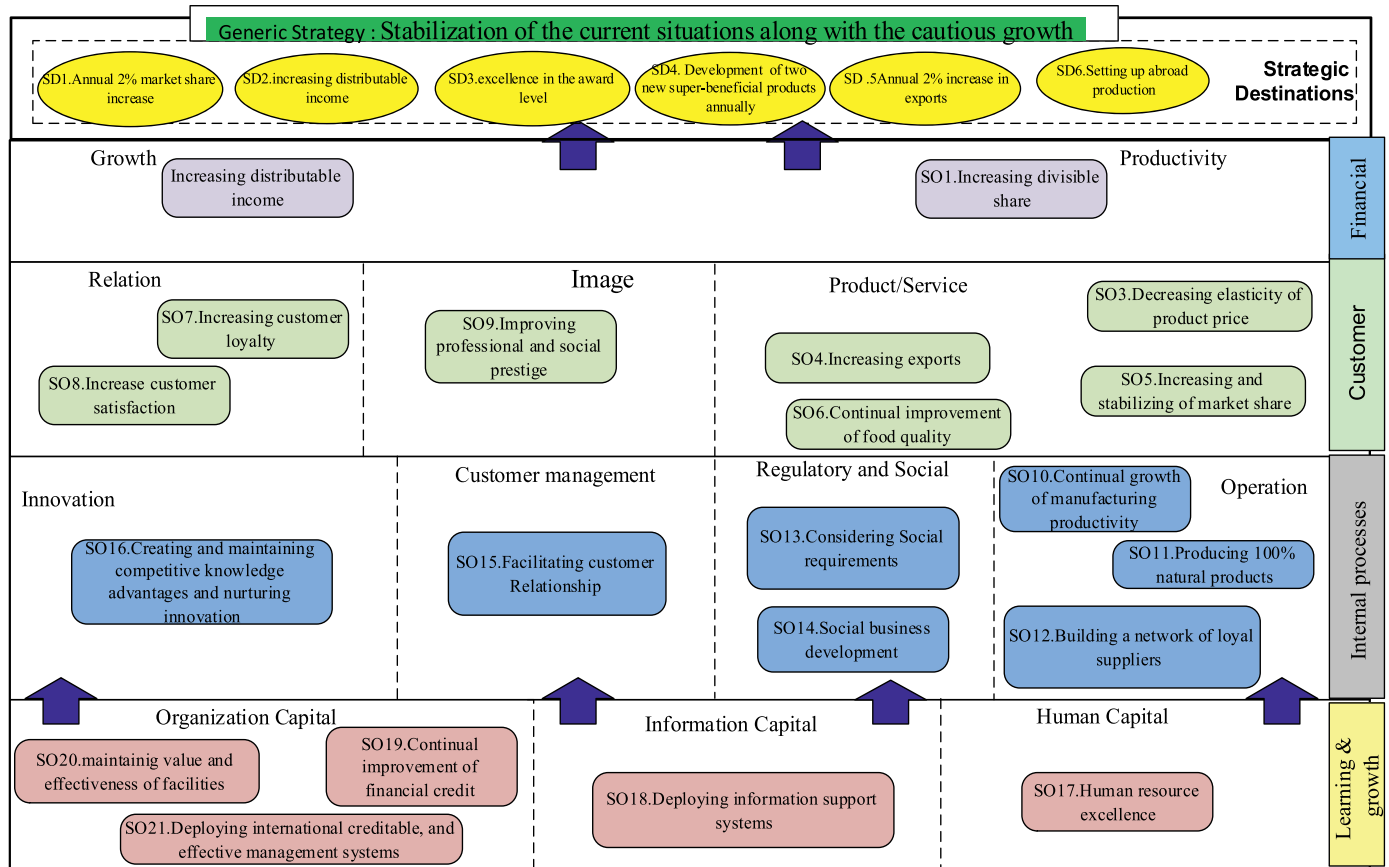 Generic Strategy : Stabilization of the current situations along with the cautious growth
SD1.Annual 2% market share
increase
SD2.increasing distributable
income
SD3.excellence in the award
level
SD4. Development of two
new super-beneficial products
annually
SD .5Annual 2% increase in
exports
SD6.Setting up abroad
production
Strategic
Destinations
Growth
Increasing distributable
income
Productivity
SO1.Increasing divisible
share
Financial
Relation
SO7.Increasing customer
loyalty
SO8.Increase customer
satisfaction
Image
SO9.Improving
professional and social
prestige
Product/Service
SO3.Decreasing elasticity of
product price
SO4.Increasing exports
SO5.Increasing and
stabilizing of market share
SO6.Continual improvement
of food quality
Customer
Innovation
SO16.Creating and maintaining
competitive knowledge
advantages and nurturing
innovation
Customer management
SO15.Facilitating customer
Relationship
Regulatory and Social
SO13.Considering Social
requirements
SO14.Social business
development
SO10.Continual growth
of manufacturing
productivity
Operation
SO11.Producing 100%
natural products
SO12.Building a network of loyal
suppliers
Internal processes
Organization Capital
SO20.maintainig value and
effectiveness of facilities
SO19.Continual
improvement of
financial credit
SO21.Deploying international creditable, and
effective management systems
Information Capital
SO18.Deploying information support
systems
Human Capital
SO17.Human resource
excellence
Learning &
growth